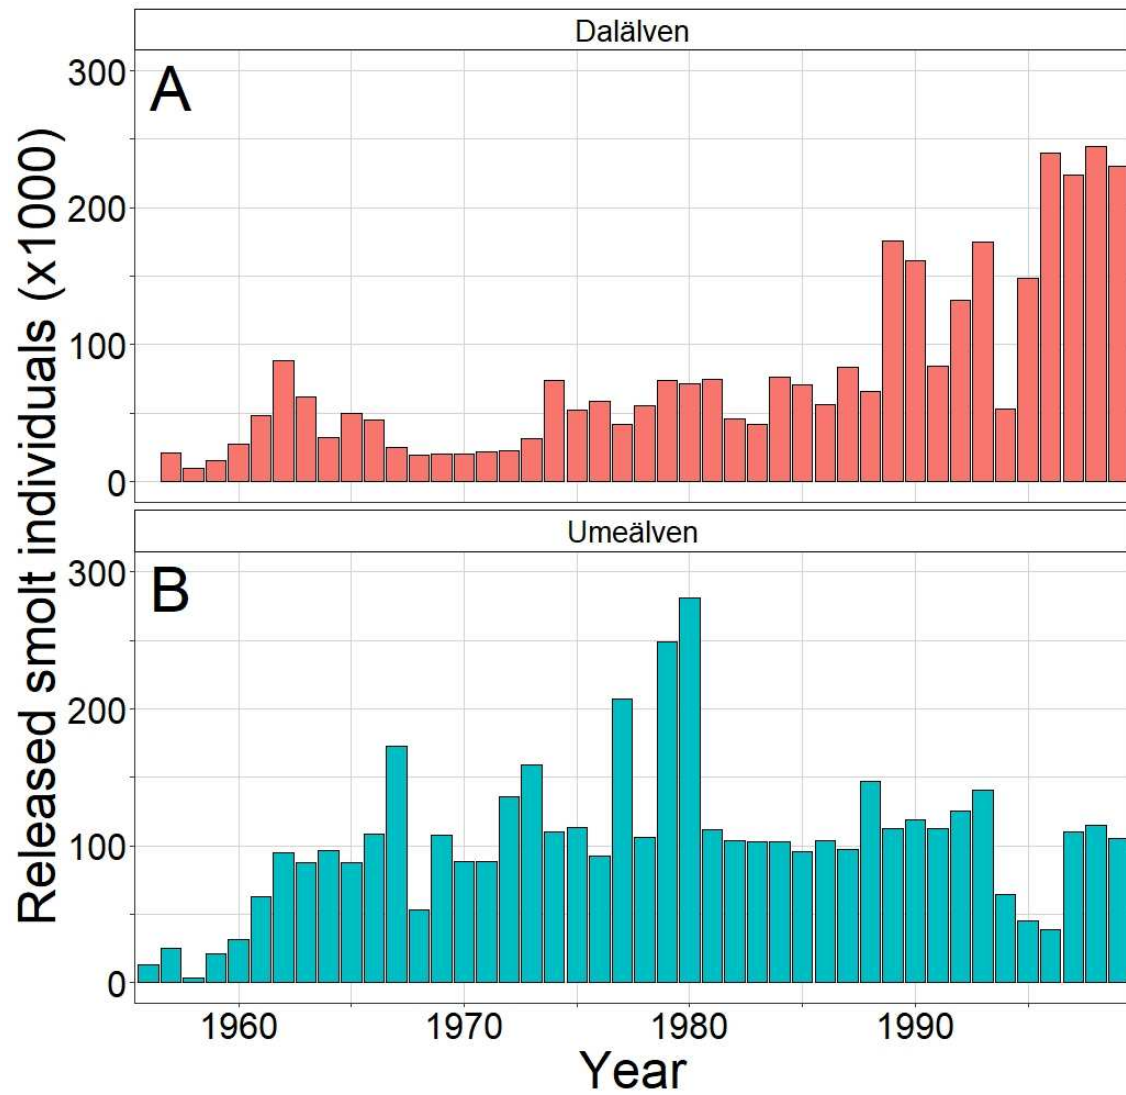 Dalälven
A
300
200
100
0
Umeälven
B
300
200
100
0
Released smolt individuals (x1000)
1960 1970 1980 1990
Year